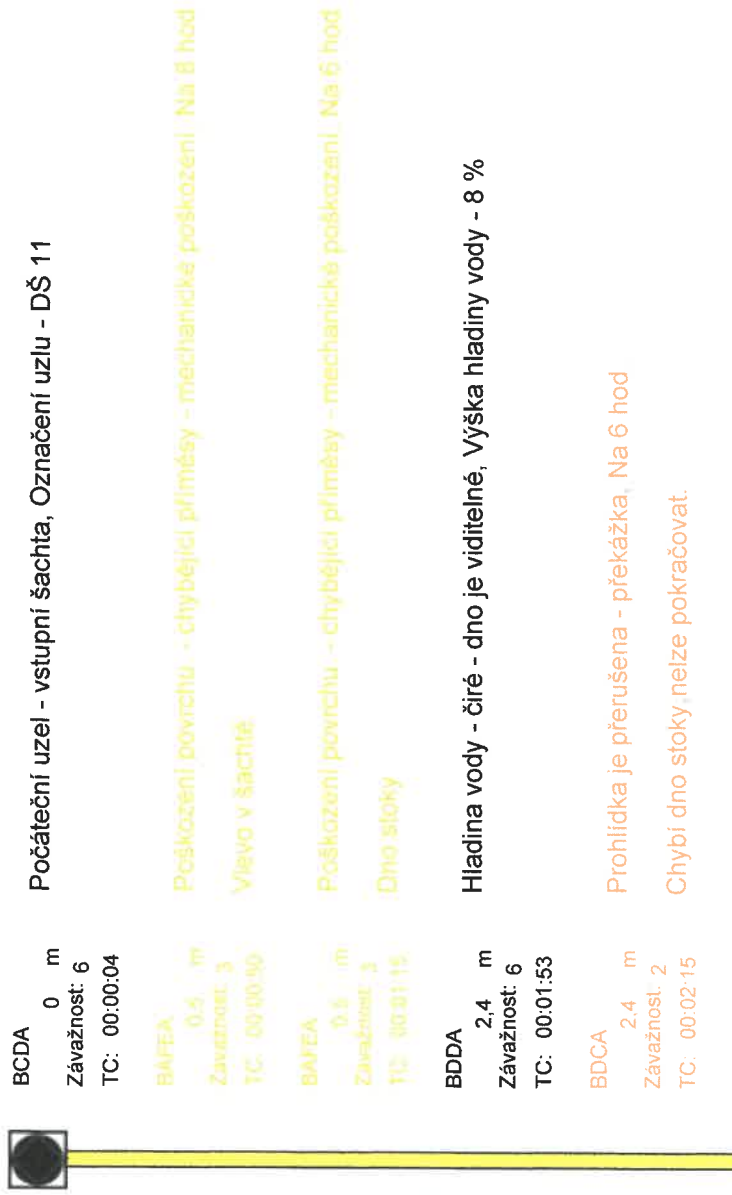 BCDA
0 m
Závažnost: 6
TC: 00:00:04
Počáteční uzel - vstupní šachta, Označení uzlu - DŠ 11
BAFEA
0.5 m
Závažnost: 3
TC: 00:00:50
Poškození povrchu - chybějící příměsy - mechanické poškození Na 8 hod
Vlevo v šachtě
BAFEA
0.5 m
Závažnost: 3
TC: 00:01:15
Poškození povrchu - chybějící příměsy - mechanické poškození, Na 6 hod
Dno stoky
BDDA
2,4 m
Závažnost: 6
TC: 00:01:53
Hladina vody - čiré - dno je viditelné, Výška hladiny vody - 8 %
BDCA
2,4 m
Závažnost: 2
TC: 00:02:15
Prohlídka je přerušena - překážka, Na 6 hod
Chybí dno stoky,nelze pokračovat.